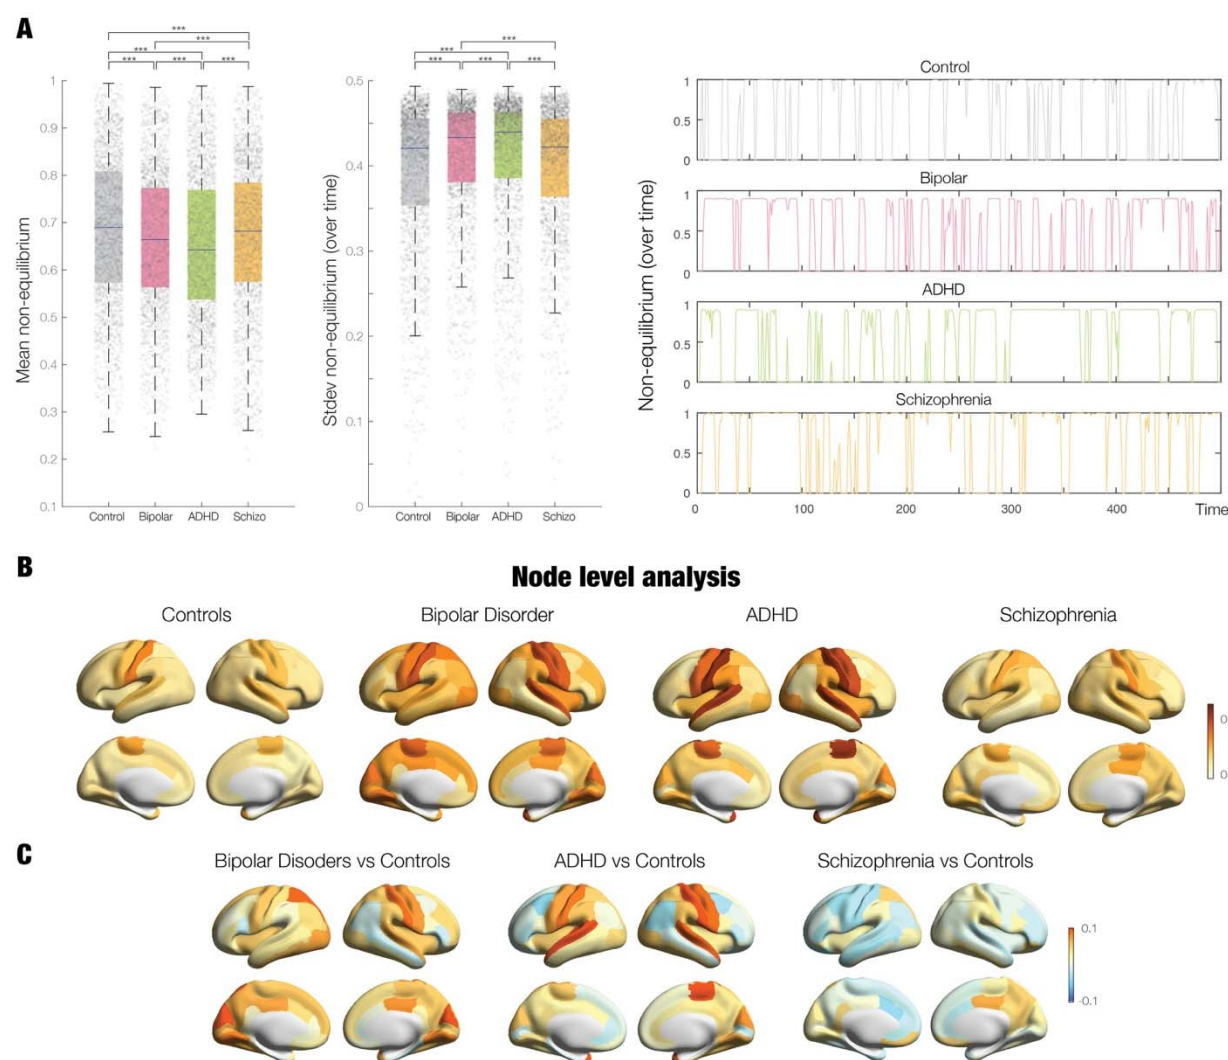 A
***
***
***
*** *** ***
Mean non-equilibrium
1
0.9
0.8
0.7
0.6
0.5
0.4
0.3
0.2
0.1
Control Bipolar ADHD Schizo
***
***
*** *** ***
Stdev non-equilibrium (over time)
0.5
0.4
0.3
0.2
0.1
0
Control Bipolar ADHD Schizo
Non-equilibrium (over time)
Control
1
0.5
0
Bipolar
1
0.5
0
ADHD
1
0.5
0
Schizophrenia
1
0.5
0
0 100 200 300 400 Time
B
Node level analysis
Controls Bipolar Disorder ADHD Schizophrenia
0
0
C
Bipolar Disoders vs Controls ADHD vs Controls Schizophrenia vs Controls
0.1
-0.1